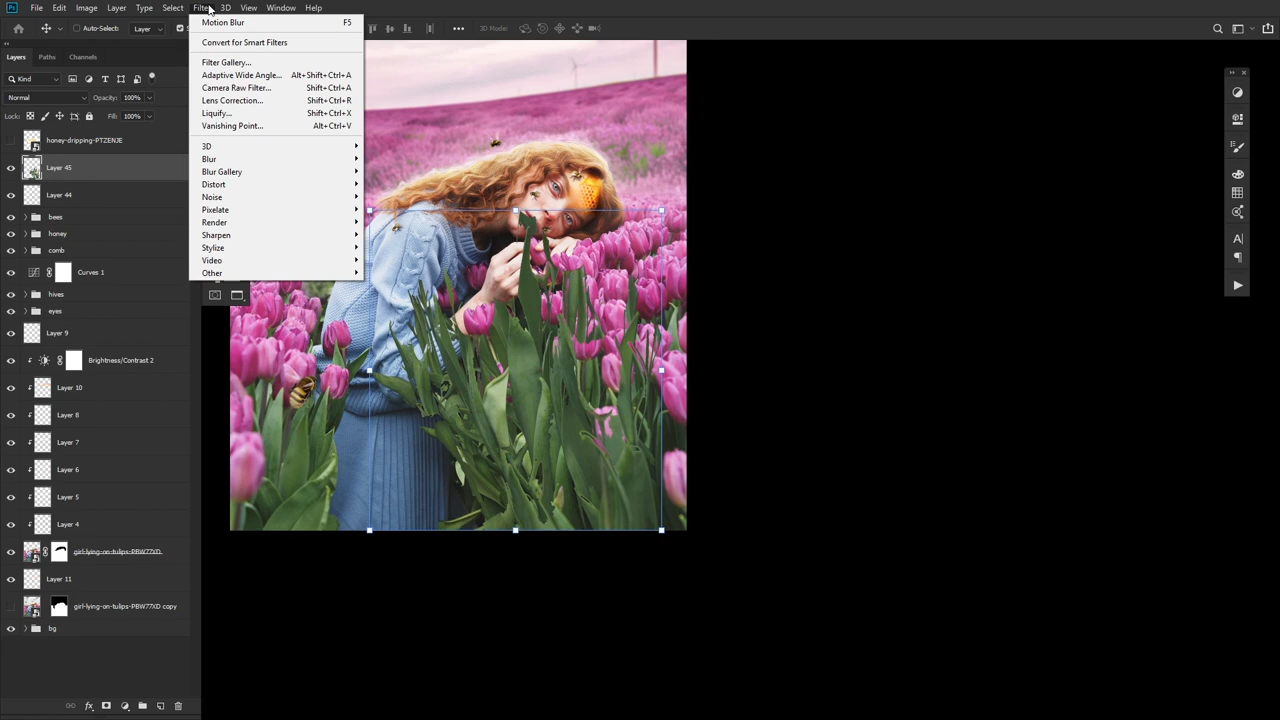 Ps File Edit Image Layer Type Select Filter 3D View Window Help
Auto-Select: Layer
3D Mode:
Layers Paths Channels
Kind
Normal Opacity: 100%
Lock: Fill: 100%
honey-dripping-PTZENJE
Layer 45
Layer 44
bees
honey
comb
Curves 1
hives
eyes
Layer 9
Brightness/Contrast 2
Layer 10
Layer 8
Layer 7
Layer 6
Layer 5
Layer 4
girl-lying-on-tulips-PBW77XD
Layer 11
girl-lying-on-tulips-PBW77XD copy
bg
fx
Motion Blur F5
Convert for Smart Filters
Filter Gallery...
Adaptive Wide Angle... Alt+Shift+Ctrl+A
Camera Raw Filter... Shift+Ctrl+A
Lens Correction... Shift+Ctrl+R
Liquify... Shift+Ctrl+X
Vanishing Point... Alt+Ctrl+V
3D
Blur
Blur Gallery
Distort
Noise
Pixelate
Render
Sharpen
Stylize
Video
Other